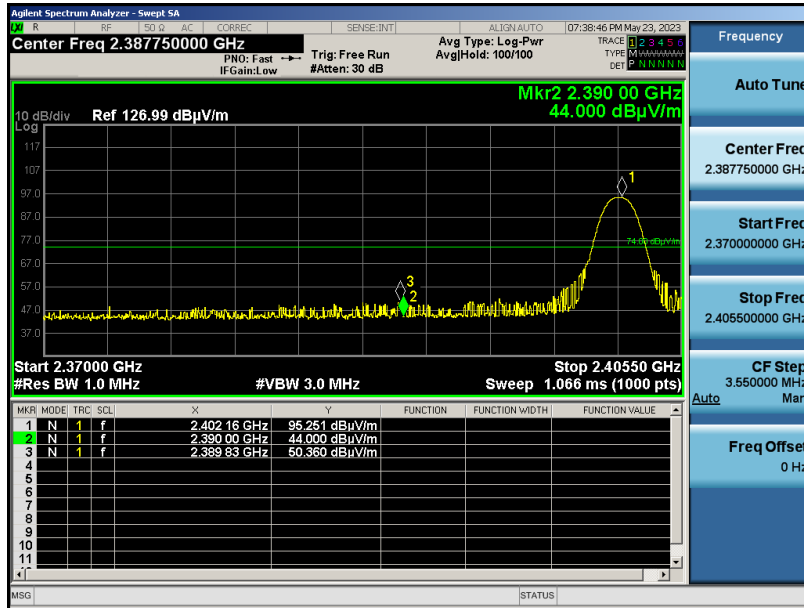 Agilent Spectrum Analyzer - Swept SA
LXI R RF 50 Ω AC CORREC SENSE:INT ALIGN AUTO 07:38:46 PM May 23, 2023
Center Freq 2.387750000 GHz
PNO: Fast
IFGain:Low
Trig: Free Run
#Atten: 30 dB
Avg Type: Log-Pwr
Avg|Hold: 100/100
TRACE 1 2 3 4 5 6
TYPE M
DET P N N N N N
Mkr2 2.390 00 GHz
44.000 dBµV/m
10 dB/div Ref 126.99 dBµV/m
Log
117
107
97.0
87.0
77.0
67.0
57.0
47.0
37.0
1
74.00 dBµV/m
3
2
Start 2.37000 GHz Stop 2.40550 GHz
#Res BW 1.0 MHz #VBW 3.0 MHz Sweep 1.066 ms (1000 pts)
MKR MODE TRC SCL X Y FUNCTION FUNCTION WIDTH FUNCTION VALUE
1 N 1 f 2.402 16 GHz 95.251 dBµV/m
2 N 1 f 2.390 00 GHz 44.000 dBµV/m
3 N 1 f 2.389 83 GHz 50.360 dBµV/m
4
5
6
7
8
9
10
11
MSG STATUS
Frequency
Auto Tune
Center Freq
2.387750000 GHz
Start Freq
2.370000000 GHz
Stop Freq
2.405500000 GHz
CF Step
3.550000 MHz
Auto Man
Freq Offset
0 Hz